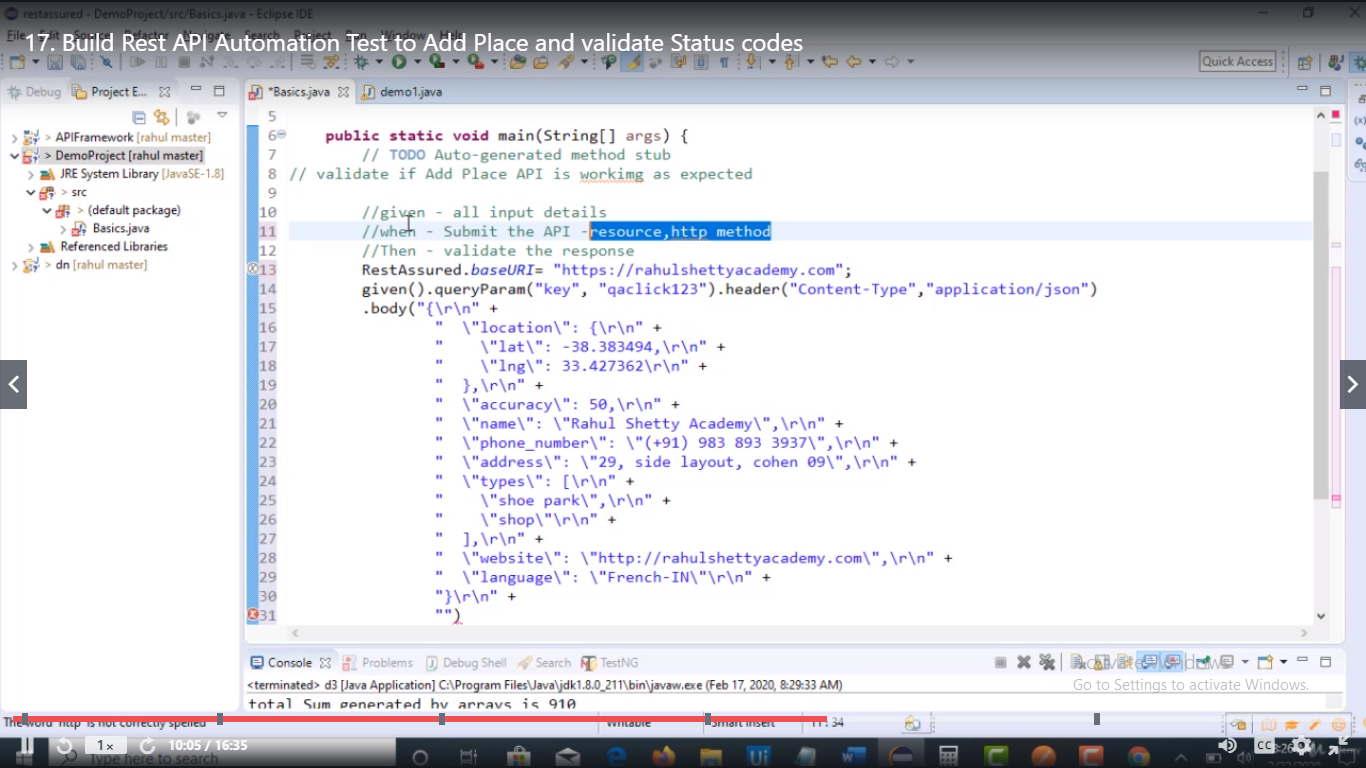 restassured - DemoProject/src/Basics.java - Eclipse IDE
17. Build Rest API Automation Test to Add Place and validate Status codes
Quick Access
Debug
Project E...
*Basics.java
demo1.java
> APIFramework [rahul master]
> DemoProject [rahul master]
JRE System Library [JavaSE-1.8]
> src
> (default package)
Basics.java
Referenced Libraries
> dn [rahul master]
5
6 public static void main(String[] args) {
7 // TODO Auto-generated method stub
8 // validate if Add Place API is workimg as expected
9
10 //given - all input details
11 //when - Submit the API -resource,http method
12 //Then - validate the response
13 RestAssured.baseURI= "https://rahulshettyacademy.com";
14 given().queryParam("key", "qaclick123").header("Content-Type","application/json")
15 .body("{\r\n" +
16 " \"location\": {\r\n" +
17 " \"lat\": -38.383494,\r\n" +
18 " \"lng\": 33.427362\r\n" +
19 " },\r\n" +
20 " \"accuracy\": 50,\r\n" +
21 " \"name\": \"Rahul Shetty Academy\",\r\n" +
22 " \"phone_number\": \"(+91) 983 893 3937\",\r\n" +
23 " \"address\": \"29, side layout, cohen 09\",\r\n" +
24 " \"types\": [\r\n" +
25 " \"shoe park\",\r\n" +
26 " \"shop\"\r\n" +
27 " ],\r\n" +
28 " \"website\": \"http://rahulshettyacademy.com\",\r\n" +
29 " \"language\": \"French-IN\"\r\n" +
30 "}\r\n" +
31 "")
Console
Problems
Debug Shell
Search
TestNG
Activate Windows
Go to Settings to activate Windows.
<terminated> d3 [Java Application] C:\Program Files\Java\jdk1.8.0_211\bin\javaw.exe (Feb 17, 2020, 8:29:33 AM)
total Sum generated by arrays is 910
The word 'http' is not correctly spelled
Writable
Smart Insert
11 : 34
1x
10:05 / 16:35
Type here to search
CC